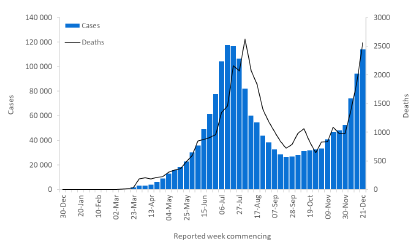 140 000
120 000
100 000
80 000
60 000
40 000
20 000
0
Cases
Cases
Deaths
3000
2500
2000
1500
1000
500
0
Deaths
30-Dec
20-Jan
10-Feb
02-Mar
23-Mar
13-Apr
04-May
25-May
15-Jun
06-Jul
27-Jul
17-Aug
07-Sep
28-Sep
19-Oct
09-Nov
30-Nov
21-Dec
Reported week commencing